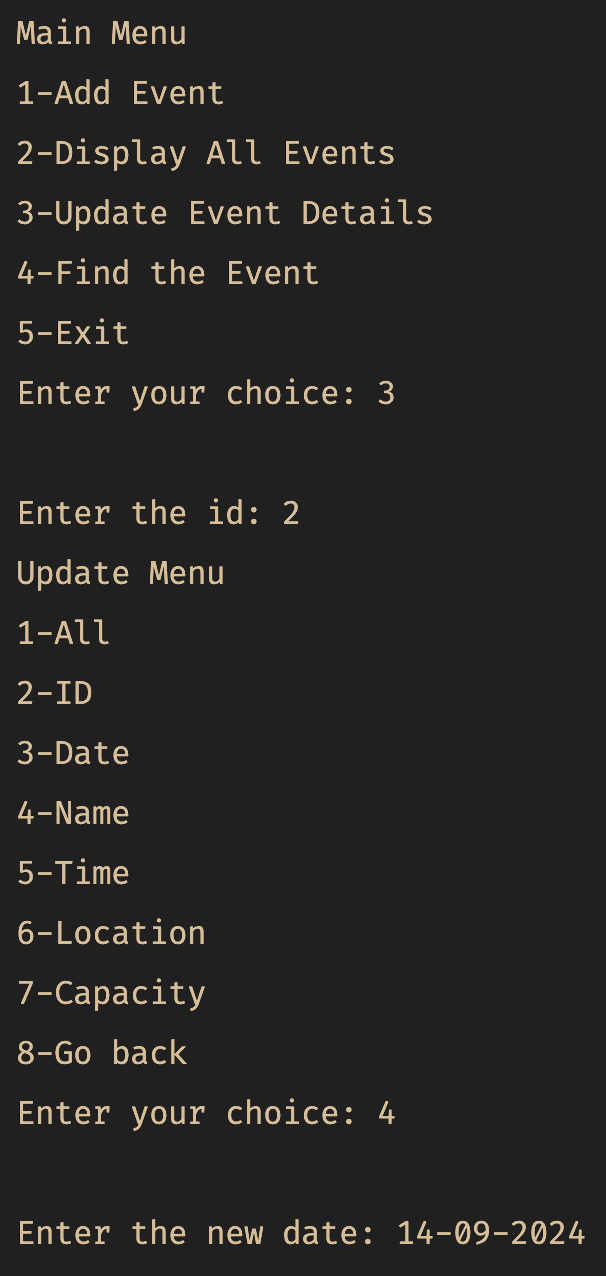 Main Menu
1-Add Event
2-Display All Events
3-Update Event Details
4-Find the Event
5-Exit
Enter your choice: 3
Enter the id: 2
Update Menu
1-All
2-ID
3-Date
4-Name
5-Time
6-Location
7-Capacity
8-Go back
Enter your choice: 4
Enter the new date: 14-09-2024